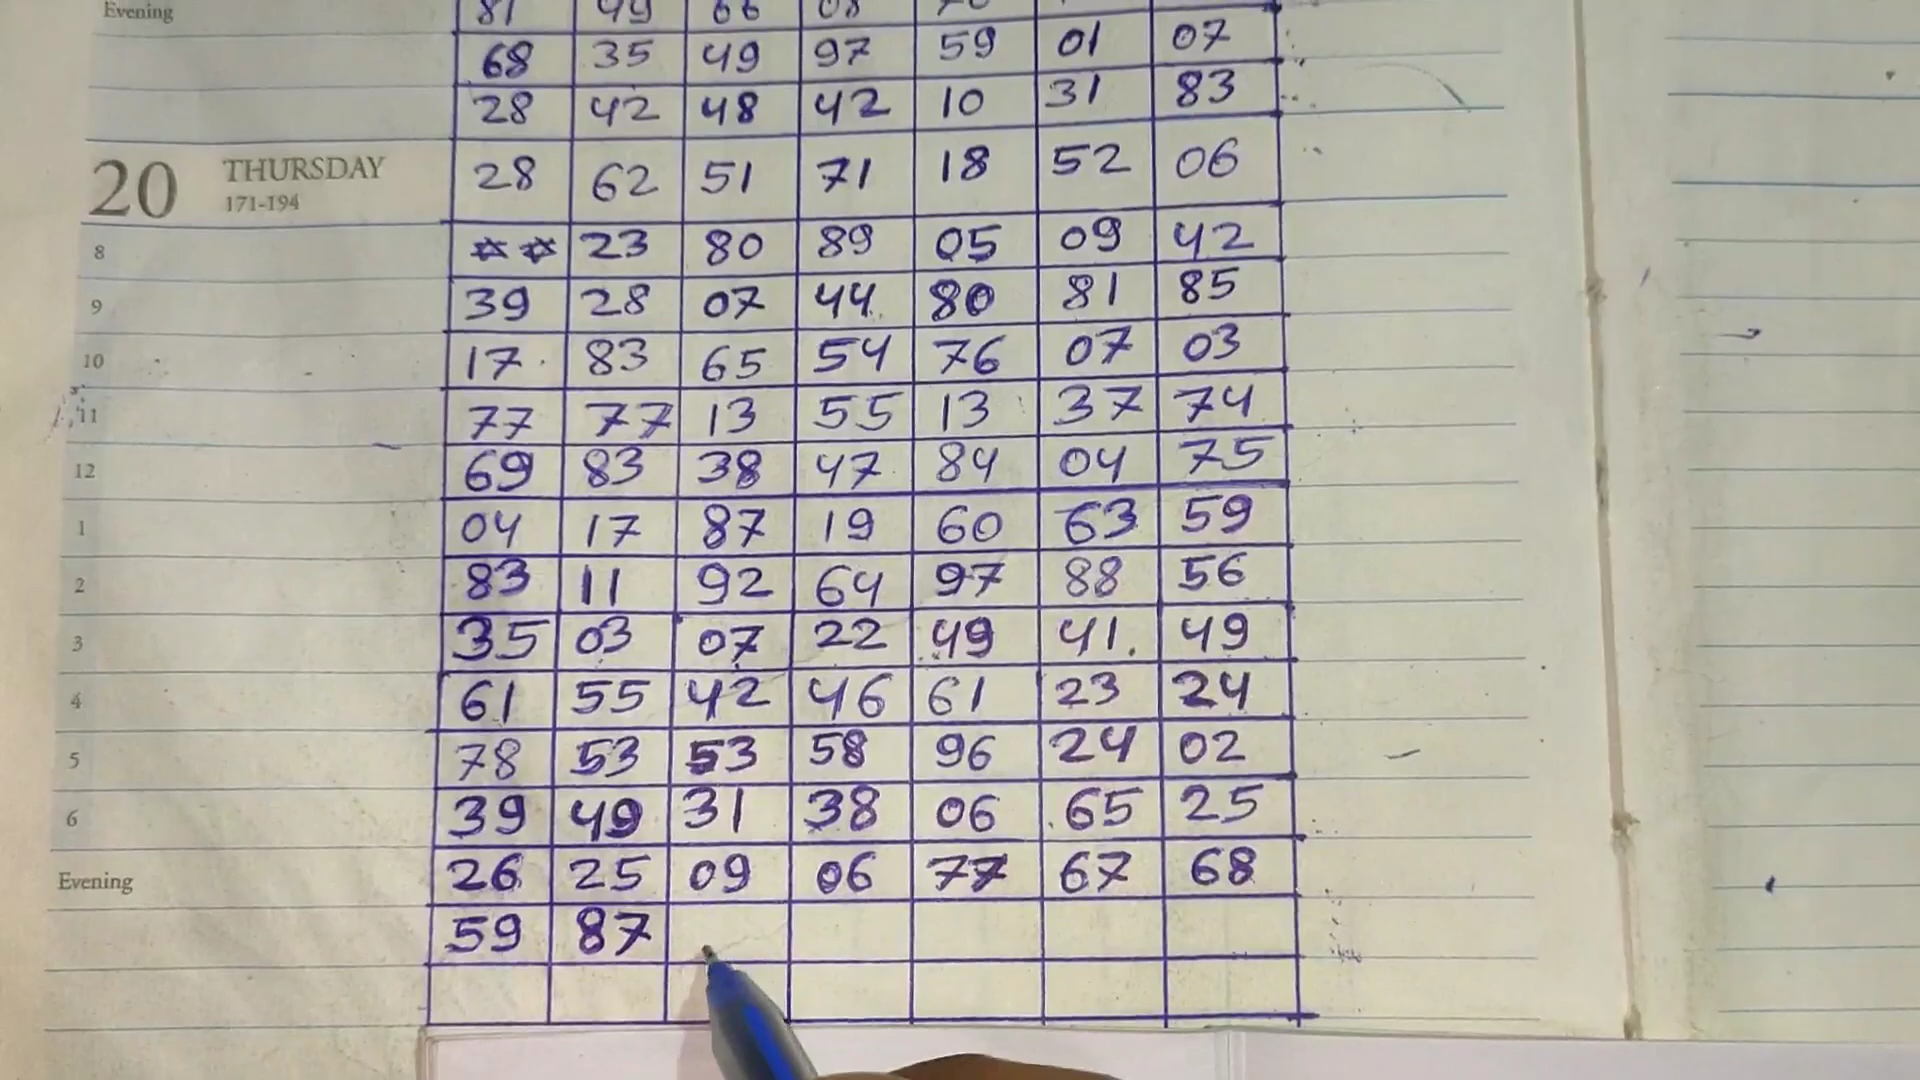 Evening 81 49 66 08
68 35 49 97 59 01 07
28 42 48 42 10 31 83
20 THURSDAY 28 62 51 71 18 52 06
171-194
8 ** 23 80 89 05 09 42
9 39 28 07 44 80 81 85
10 17 83 65 54 76 07 03
11 77 77 13 55 13 37 74
12 69 83 38 47 84 04 75
1 04 17 87 19 60 63 59
2 83 11 92 64 97 88 56
3 35 03 07 22 49 41 49
4 61 55 42 46 61 23 24
5 78 53 53 58 96 24 02
6 39 49 31 38 06 65 25
Evening 26 25 09 06 77 67 68
59 87